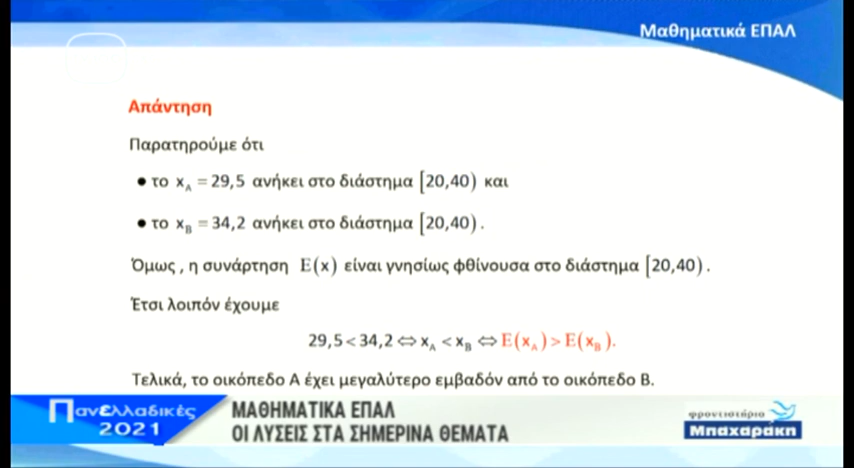 Μαθηματικά ΕΠΑΛ
Απάντηση
Παρατηρούμε ότι
● το x_A = 29,5 ανήκει στο διάστημα [20,40) και
● το x_B = 34,2 ανήκει στο διάστημα [20,40).
Όμως, η συνάρτηση E(x) είναι γνησίως φθίνουσα στο διάστημα [20,40).
Έτσι λοιπόν έχουμε
29,5 < 34,2 ⇔ x_A < x_B ⇔ E(x_A) > E(x_B).
Τελικά, το οικόπεδο Α έχει μεγαλύτερο εμβαδόν από το οικόπεδο Β.
Πανελλαδικές
2021
ΜΑΘΗΜΑΤΙΚΑ ΕΠΑΛ
ΟΙ ΛΥΣΕΙΣ ΣΤΑ ΣΗΜΕΡΙΝΑ ΘΕΜΑΤΑ
φροντιστήριο
Μπαχαράκη